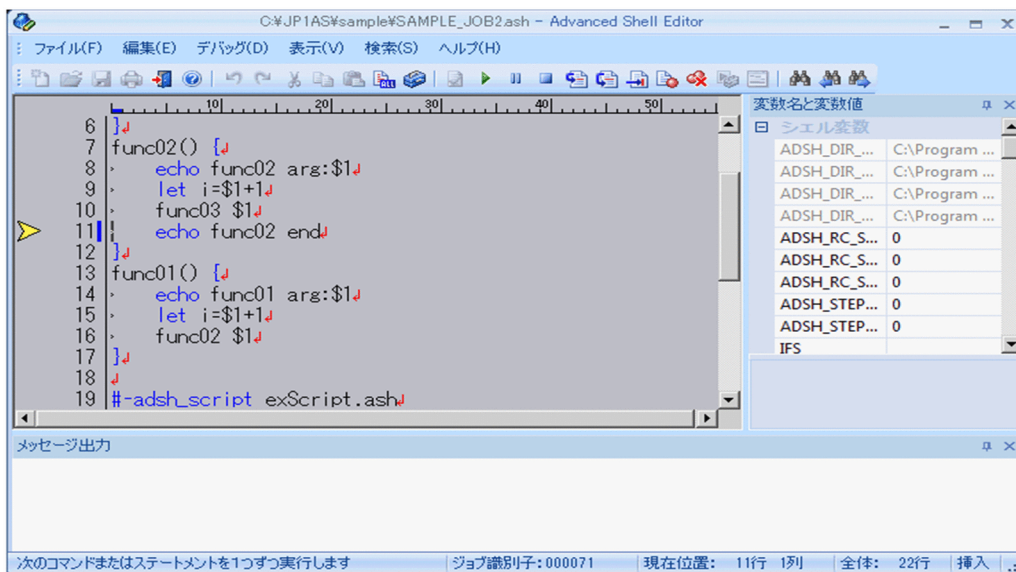 C:¥JP1AS¥sample¥SAMPLE_JOB2.ash - Advanced Shell Editor
ファイル(F) 編集(E) デバッグ(D) 表示(V) 検索(S) ヘルプ(H)
10 20 30 40 50
6 }
7 func02() {
8 echo func02 arg:$1
9 let i=$1+1
10 func03 $1
11 echo func02 end
12 }
13 func01() {
14 echo func01 arg:$1
15 let i=$1+1
16 func02 $1
17 }
18
19 #-adsh_script exScript.ash
変数名と変数値
シェル変数
ADSH_DIR_... C:\Program ...
ADSH_DIR_... C:\Program ...
ADSH_DIR_... C:\Program ...
ADSH_DIR_... C:\Program ...
ADSH_RC_S... 0
ADSH_RC_S... 0
ADSH_RC_S... 0
ADSH_STEP... 0
ADSH_STEP... 0
IFS
メッセージ出力
次のコマンドまたはステートメントを1つずつ実行します ジョブ識別子:000071 現在位置: 11行 1列 全体: 22行 挿入